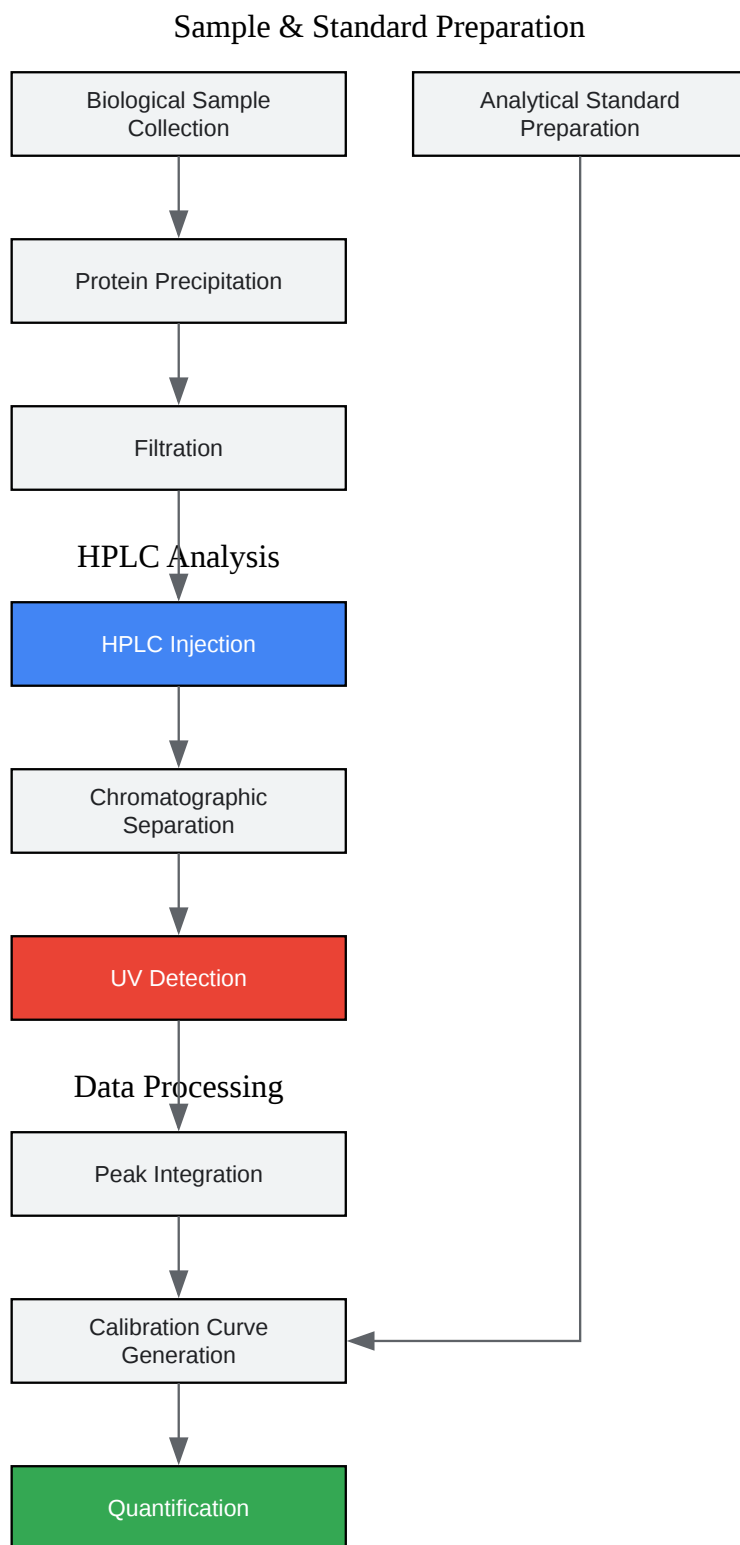 Sample & Standard Preparation
Biological Sample
Collection
Analytical Standard
Preparation
Protein Precipitation
Filtration
HPLC Analysis
HPLC Injection
Chromatographic
Separation
UV Detection
Data Processing
Peak Integration
Calibration Curve
Generation
Quantification